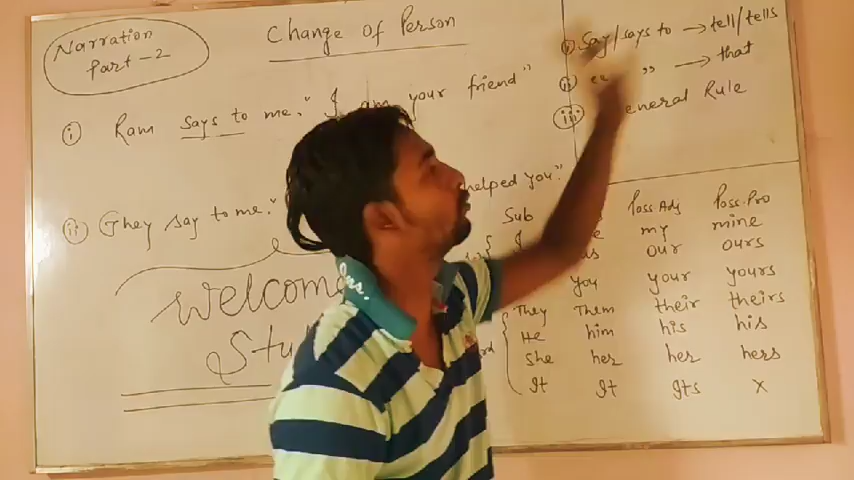 Narration
Part-2
Change of Person
(i) Ram says to me, "I am your friend"
(ii) They say to me, " helped you."
Welcome
Stu
(i) Say/says to → tell/tells
(ii) " " → that
(iii) eneral Rule
Sub Poss.Adj Poss.Pro
I my mine
us our ours
you your yours
They Them their theirs
He him his his
She her her hers
It It Its x